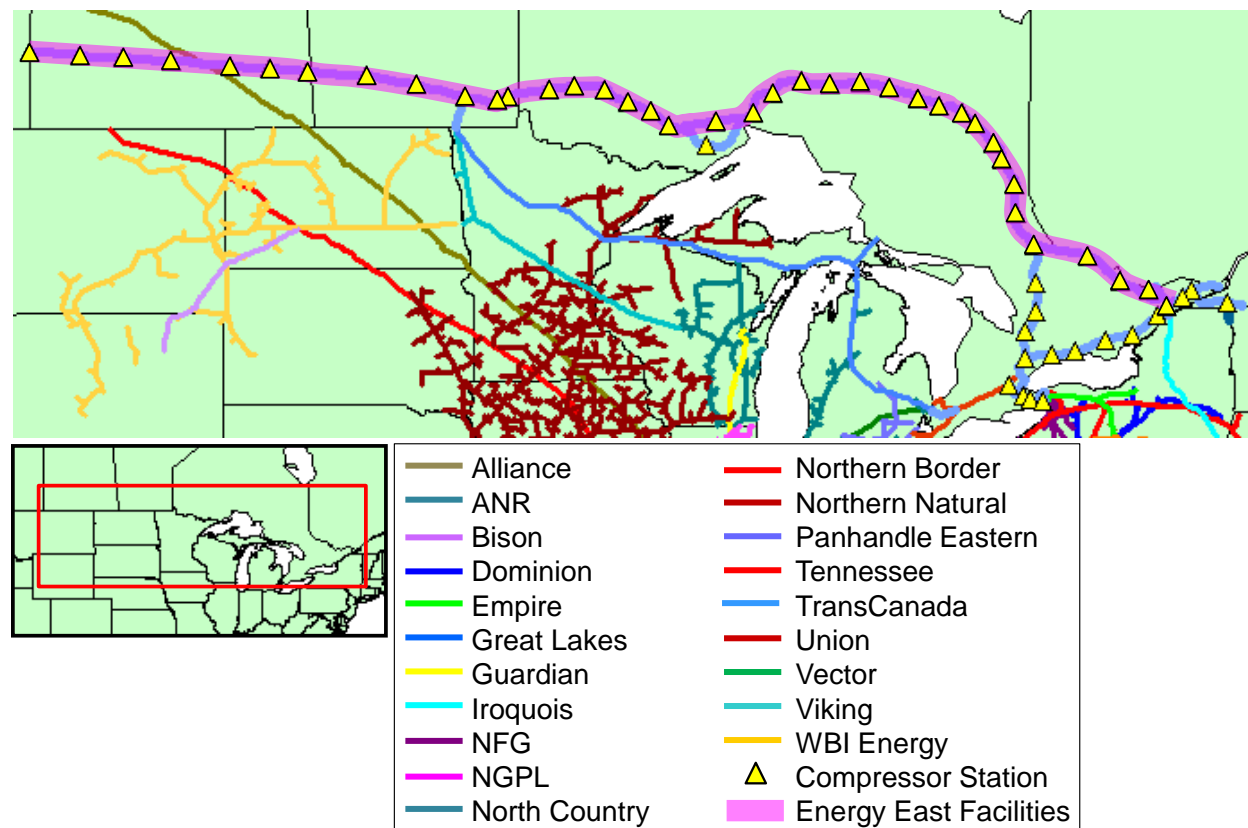 Alliance
ANR
Bison
Dominion
Empire
Great Lakes
Guardian
Iroquois
NFG
NGPL
North Country
Northern Border
Northern Natural
Panhandle Eastern
Tennessee
TransCanada
Union
Vector
Viking
WBI Energy
Compressor Station
Energy East Facilities